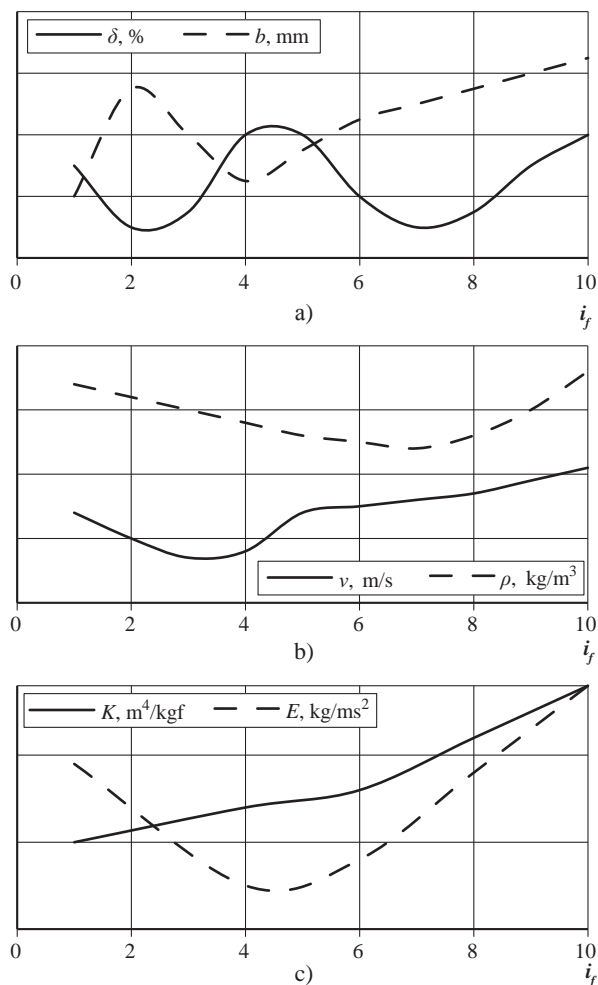 δ, % b, mm
0 2 4 6 8 10
a) i_f
b) i_f
v, m/s ρ, kg/m³
0 2 4 6 8 10
K, m⁴/kgf E, kg/ms²
0 2 4 6 8 10
c) i_f